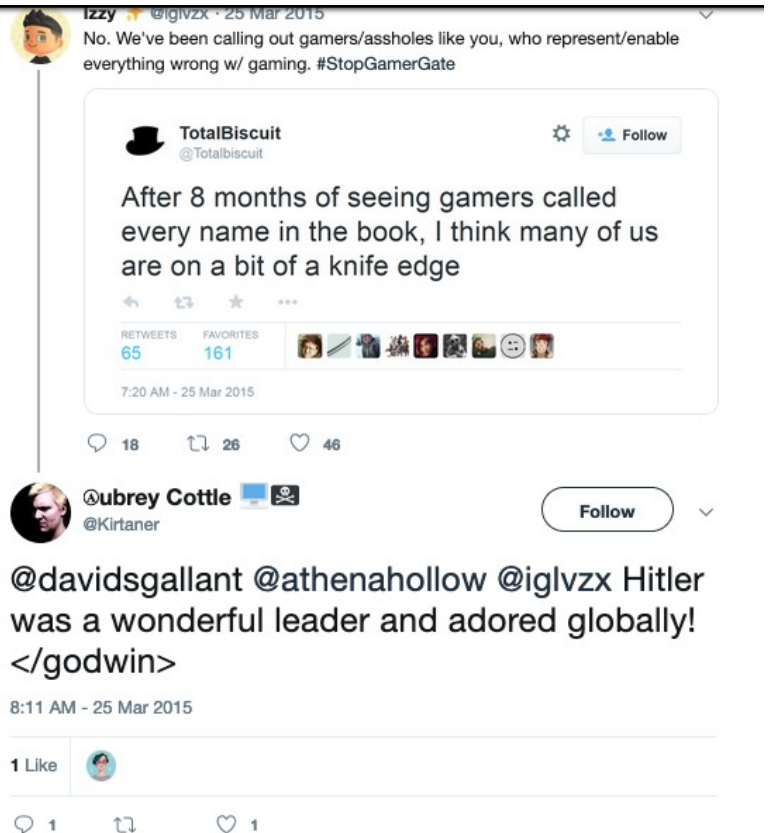 Izzy ✨ @iglvzx · 25 Mar 2015
No. We've been calling out gamers/assholes like you, who represent/enable
everything wrong w/ gaming. #StopGamerGate
TotalBiscuit
@Totalbiscuit
Follow
After 8 months of seeing gamers called
every name in the book, I think many of us
are on a bit of a knife edge
RETWEETS FAVORITES
65 161
7:20 AM - 25 Mar 2015
18 26 46
Ⓐubrey Cottle 🖥️🏴‍☠️
@Kirtaner
Follow
@davidsgallant @athenahollow @iglvzx Hitler
was a wonderful leader and adored globally!
</godwin>
8:11 AM - 25 Mar 2015
1 Like
1 1